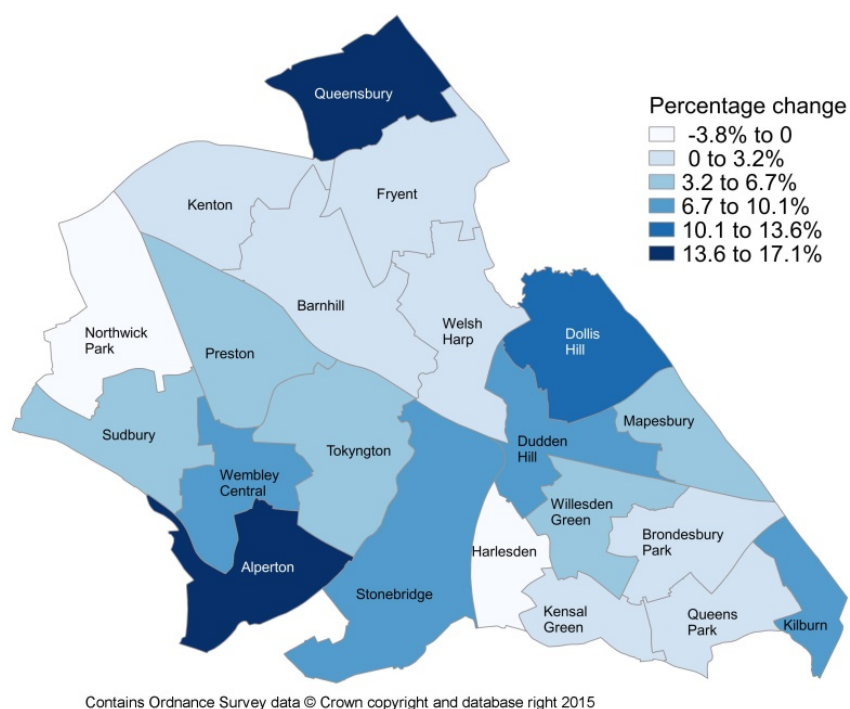 Queensbury
Percentage change
-3.8% to 0
0 to 3.2%
3.2 to 6.7%
6.7 to 10.1%
10.1 to 13.6%
13.6 to 17.1%
Kenton
Fryent
Barnhill
Northwick
Park
Preston
Welsh
Harp
Dollis
Hill
Sudbury
Wembley
Central
Tokyngton
Dudden
Hill
Mapesbury
Willesden
Green
Brondesbury
Park
Alperton
Stonebridge
Harlesden
Kensal
Green
Queens
Park
Kilburn
Contains Ordnance Survey data © Crown copyright and database right 2015